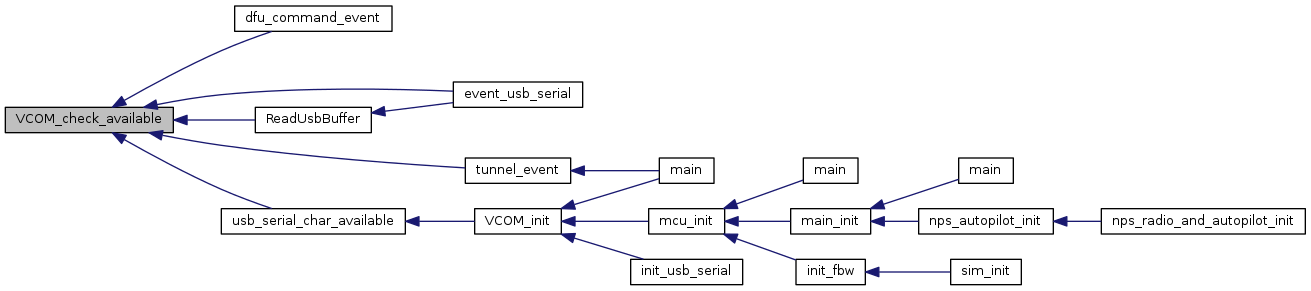 dfu_command_event
event_usb_serial
VCOM_check_available
ReadUsbBuffer
tunnel_event
main
main
main
usb_serial_char_available
VCOM_init
mcu_init
main_init
nps_autopilot_init
nps_radio_and_autopilot_init
init_usb_serial
init_fbw
sim_init